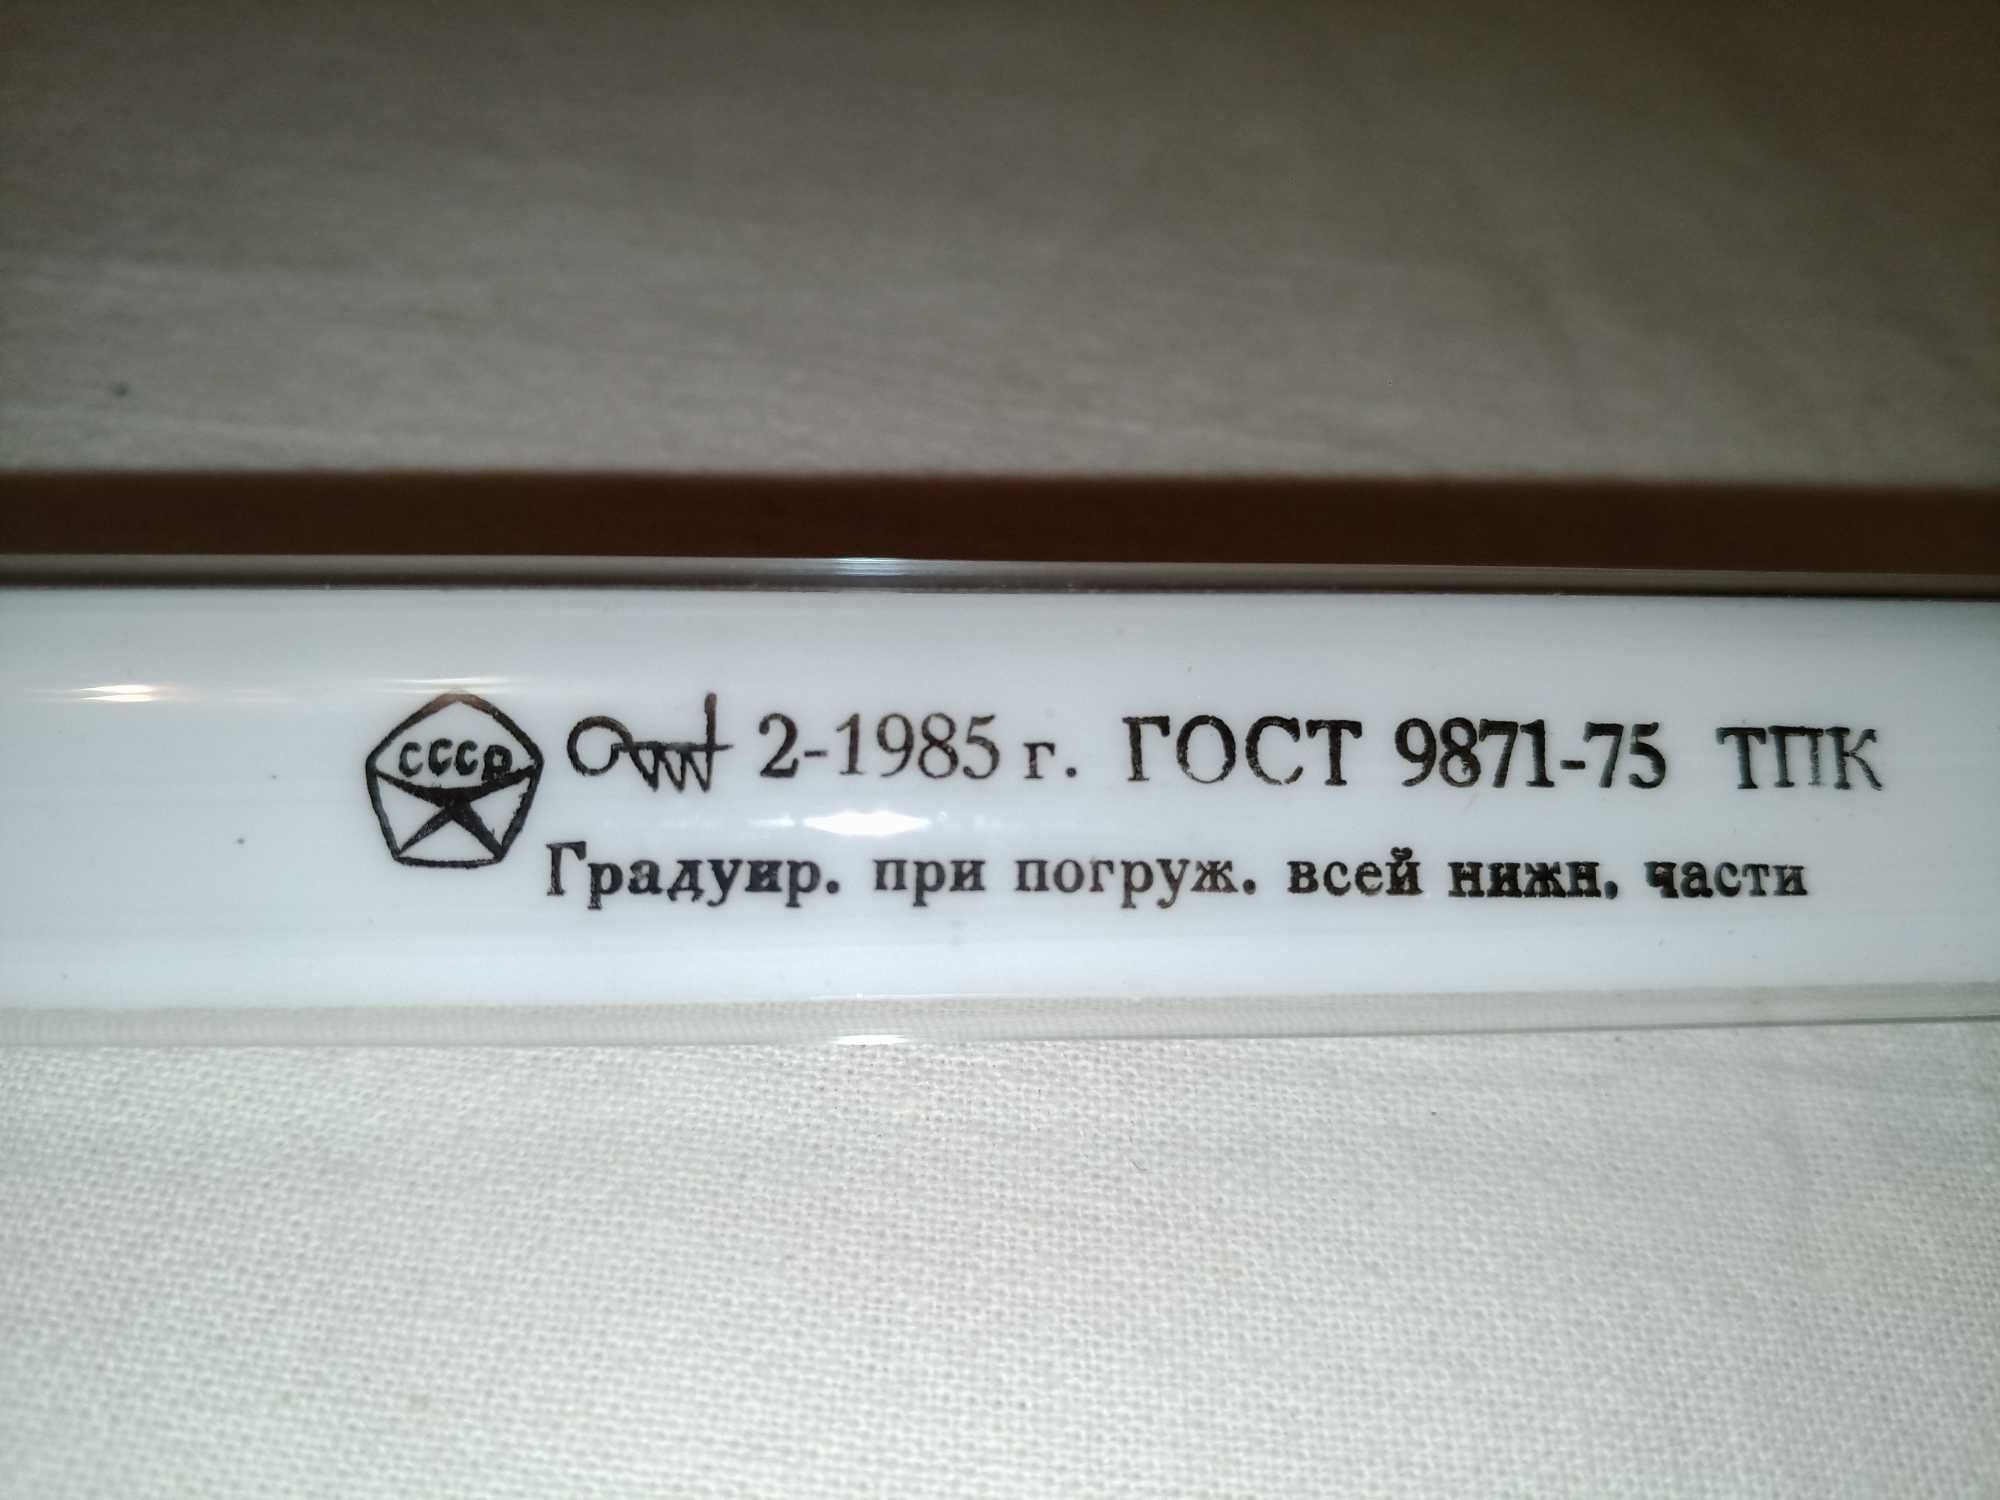 СССР 2-1985 г. ГОСТ 9871-75 ТПК
Градуир. при погруж. всей нижн. части